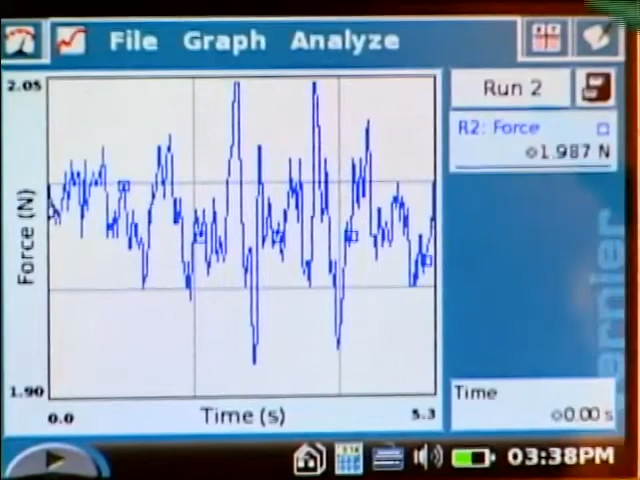 File Graph Analyze
2.05
Force (N)
1.90
0.0
Time (s)
5.3
Run 2
R2: Force
1.987 N
ernier
Time
0.00 s
03:38PM